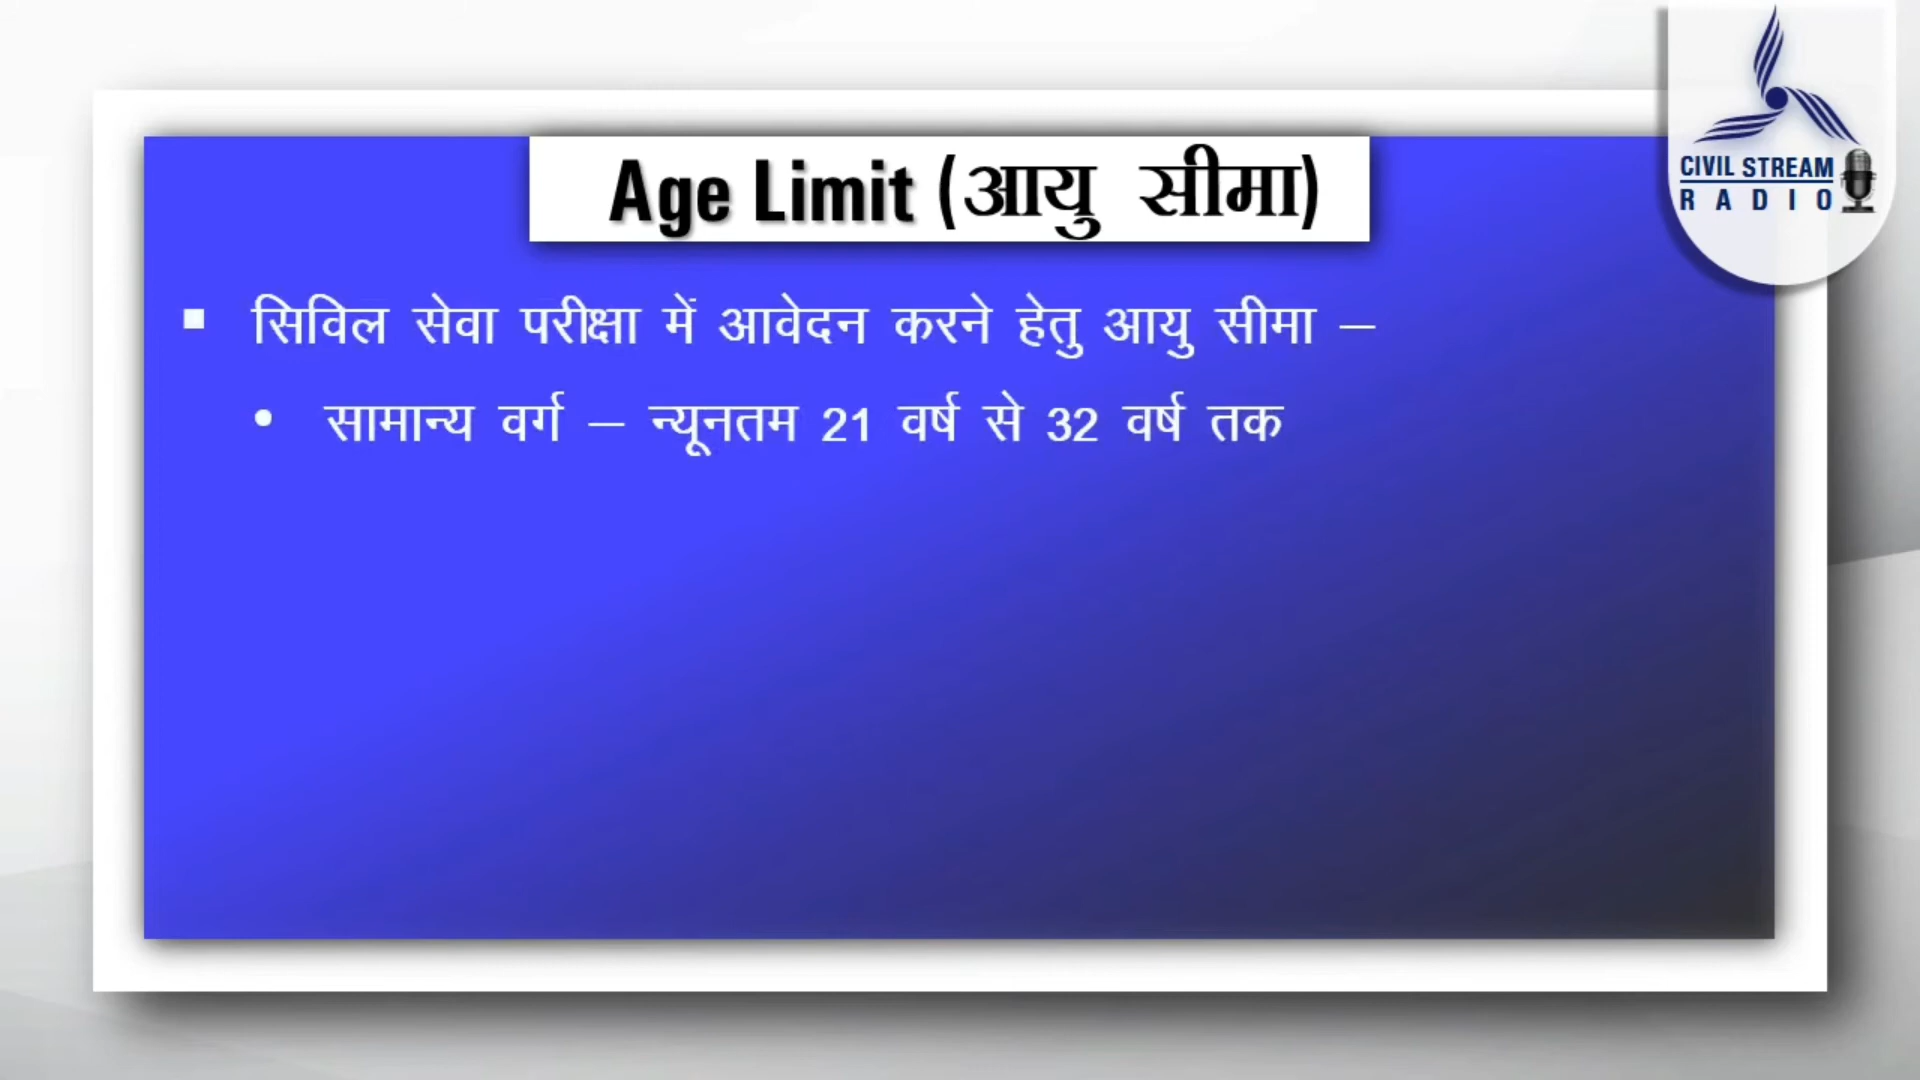 CIVIL STREAM
RADIO
Age Limit (आयु सीमा)
▪ सिविल सेवा परीक्षा में आवेदन करने हेतु आयु सीमा –
• सामान्य वर्ग – न्यूनतम 21 वर्ष से 32 वर्ष तक